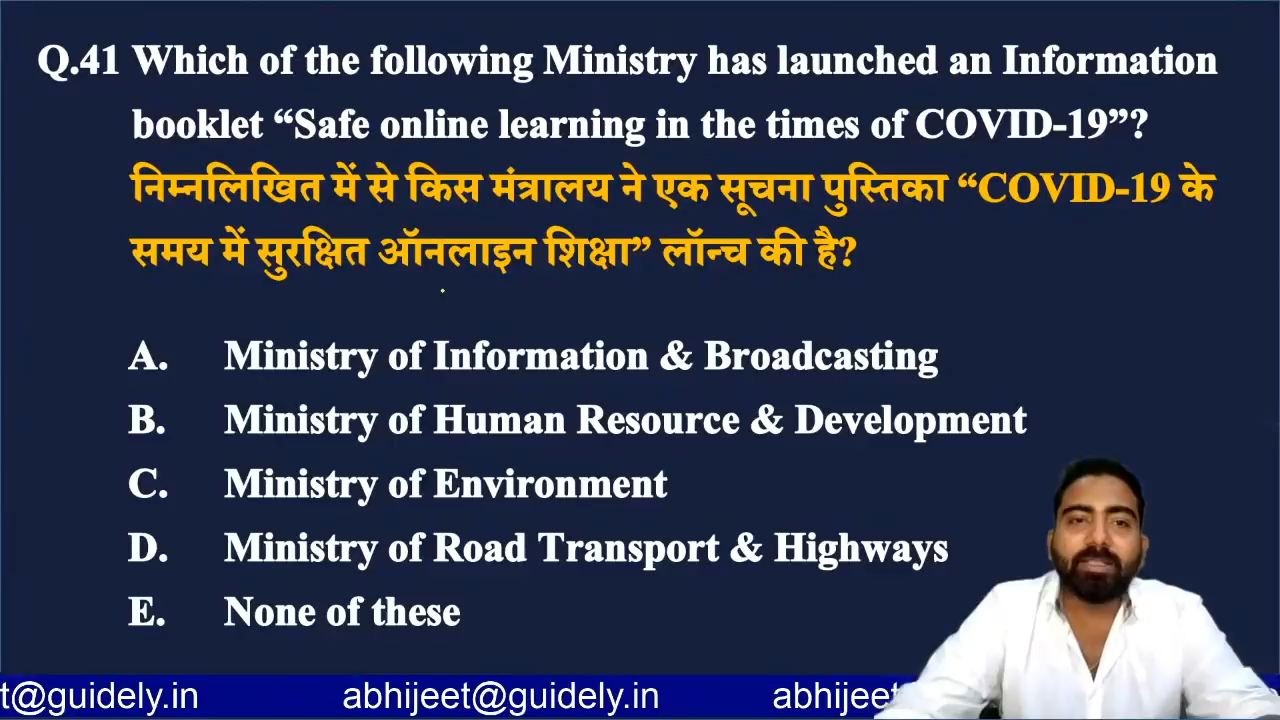 Q.41 Which of the following Ministry has launched an Information
booklet “Safe online learning in the times of COVID-19”?
निम्नलिखित में से किस मंत्रालय ने एक सूचना पुस्तिका “COVID-19 के
समय में सुरक्षित ऑनलाइन शिक्षा” लॉन्च की है?
A. Ministry of Information & Broadcasting
B. Ministry of Human Resource & Development
C. Ministry of Environment
D. Ministry of Road Transport & Highways
E. None of these
t@guidely.in abhijeet@guidely.in abhijeet